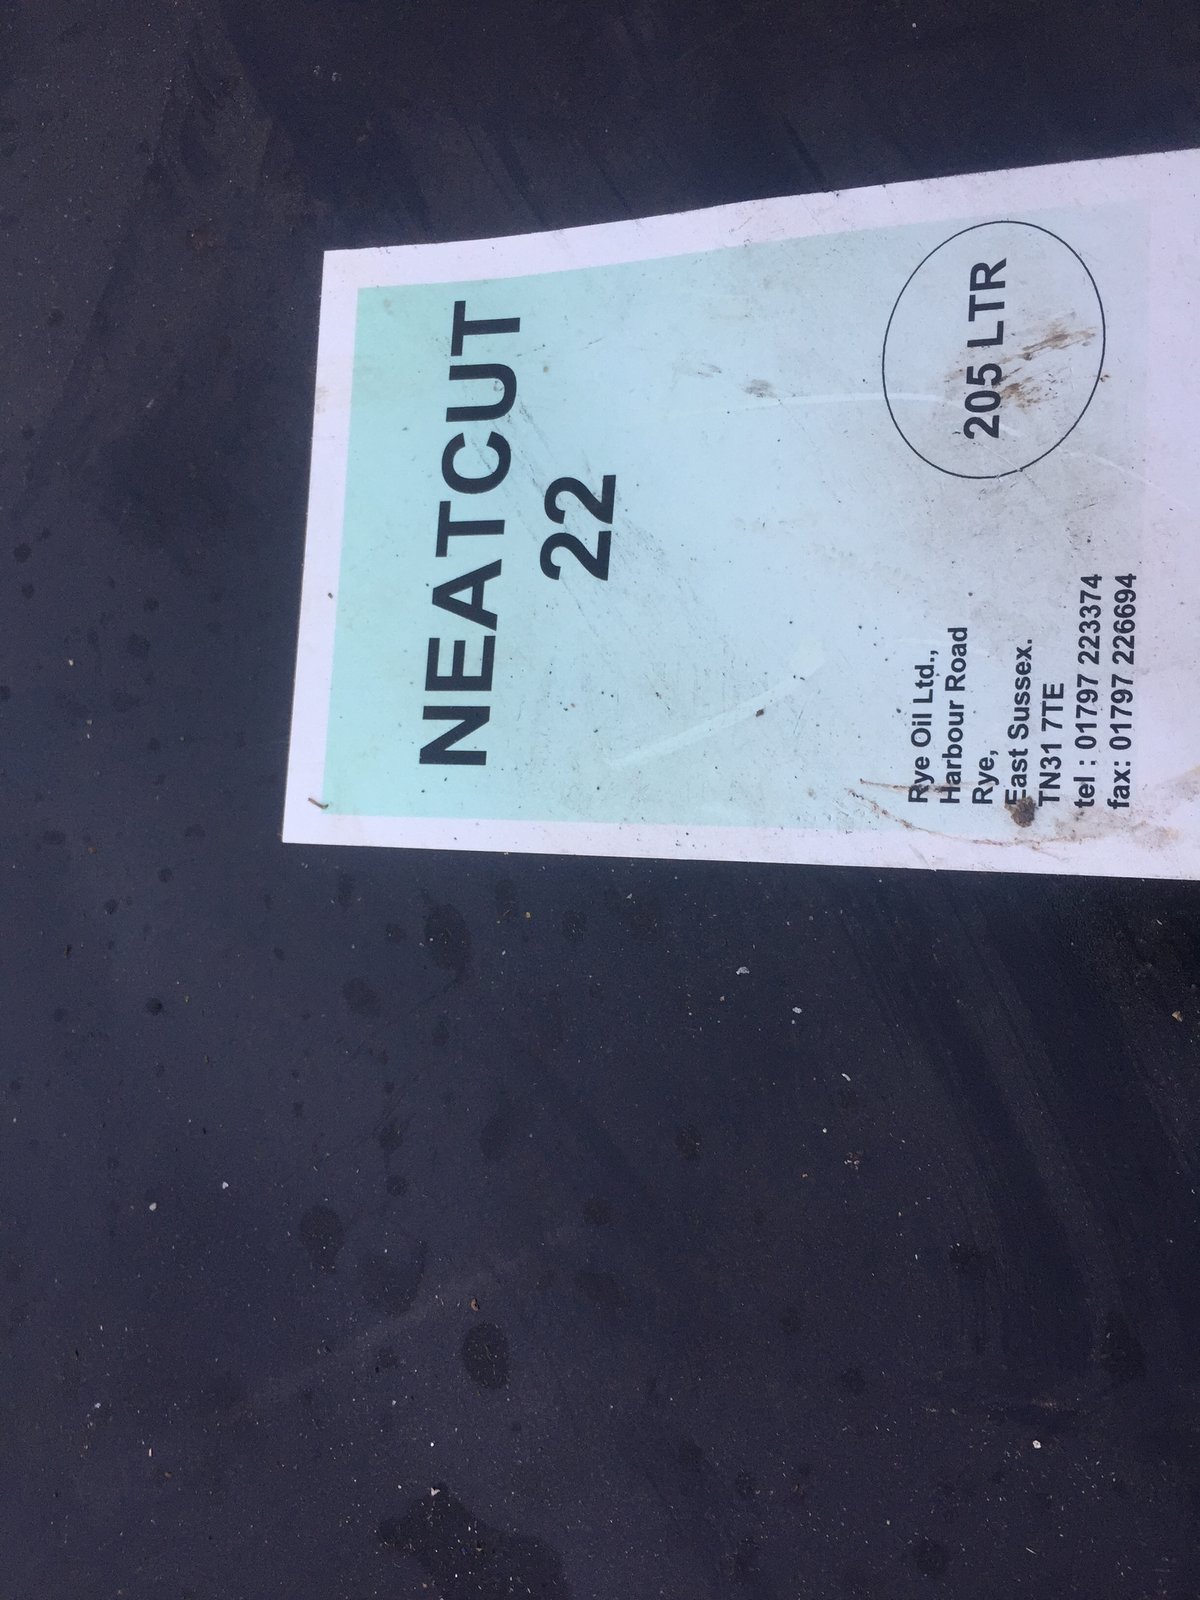 NEATCUT
22
205 LTR
Rye Oil Ltd.,
Harbour Road
Rye,
East Sussex.
TN31 7TE
tel : 01797 223374
fax: 01797 226694